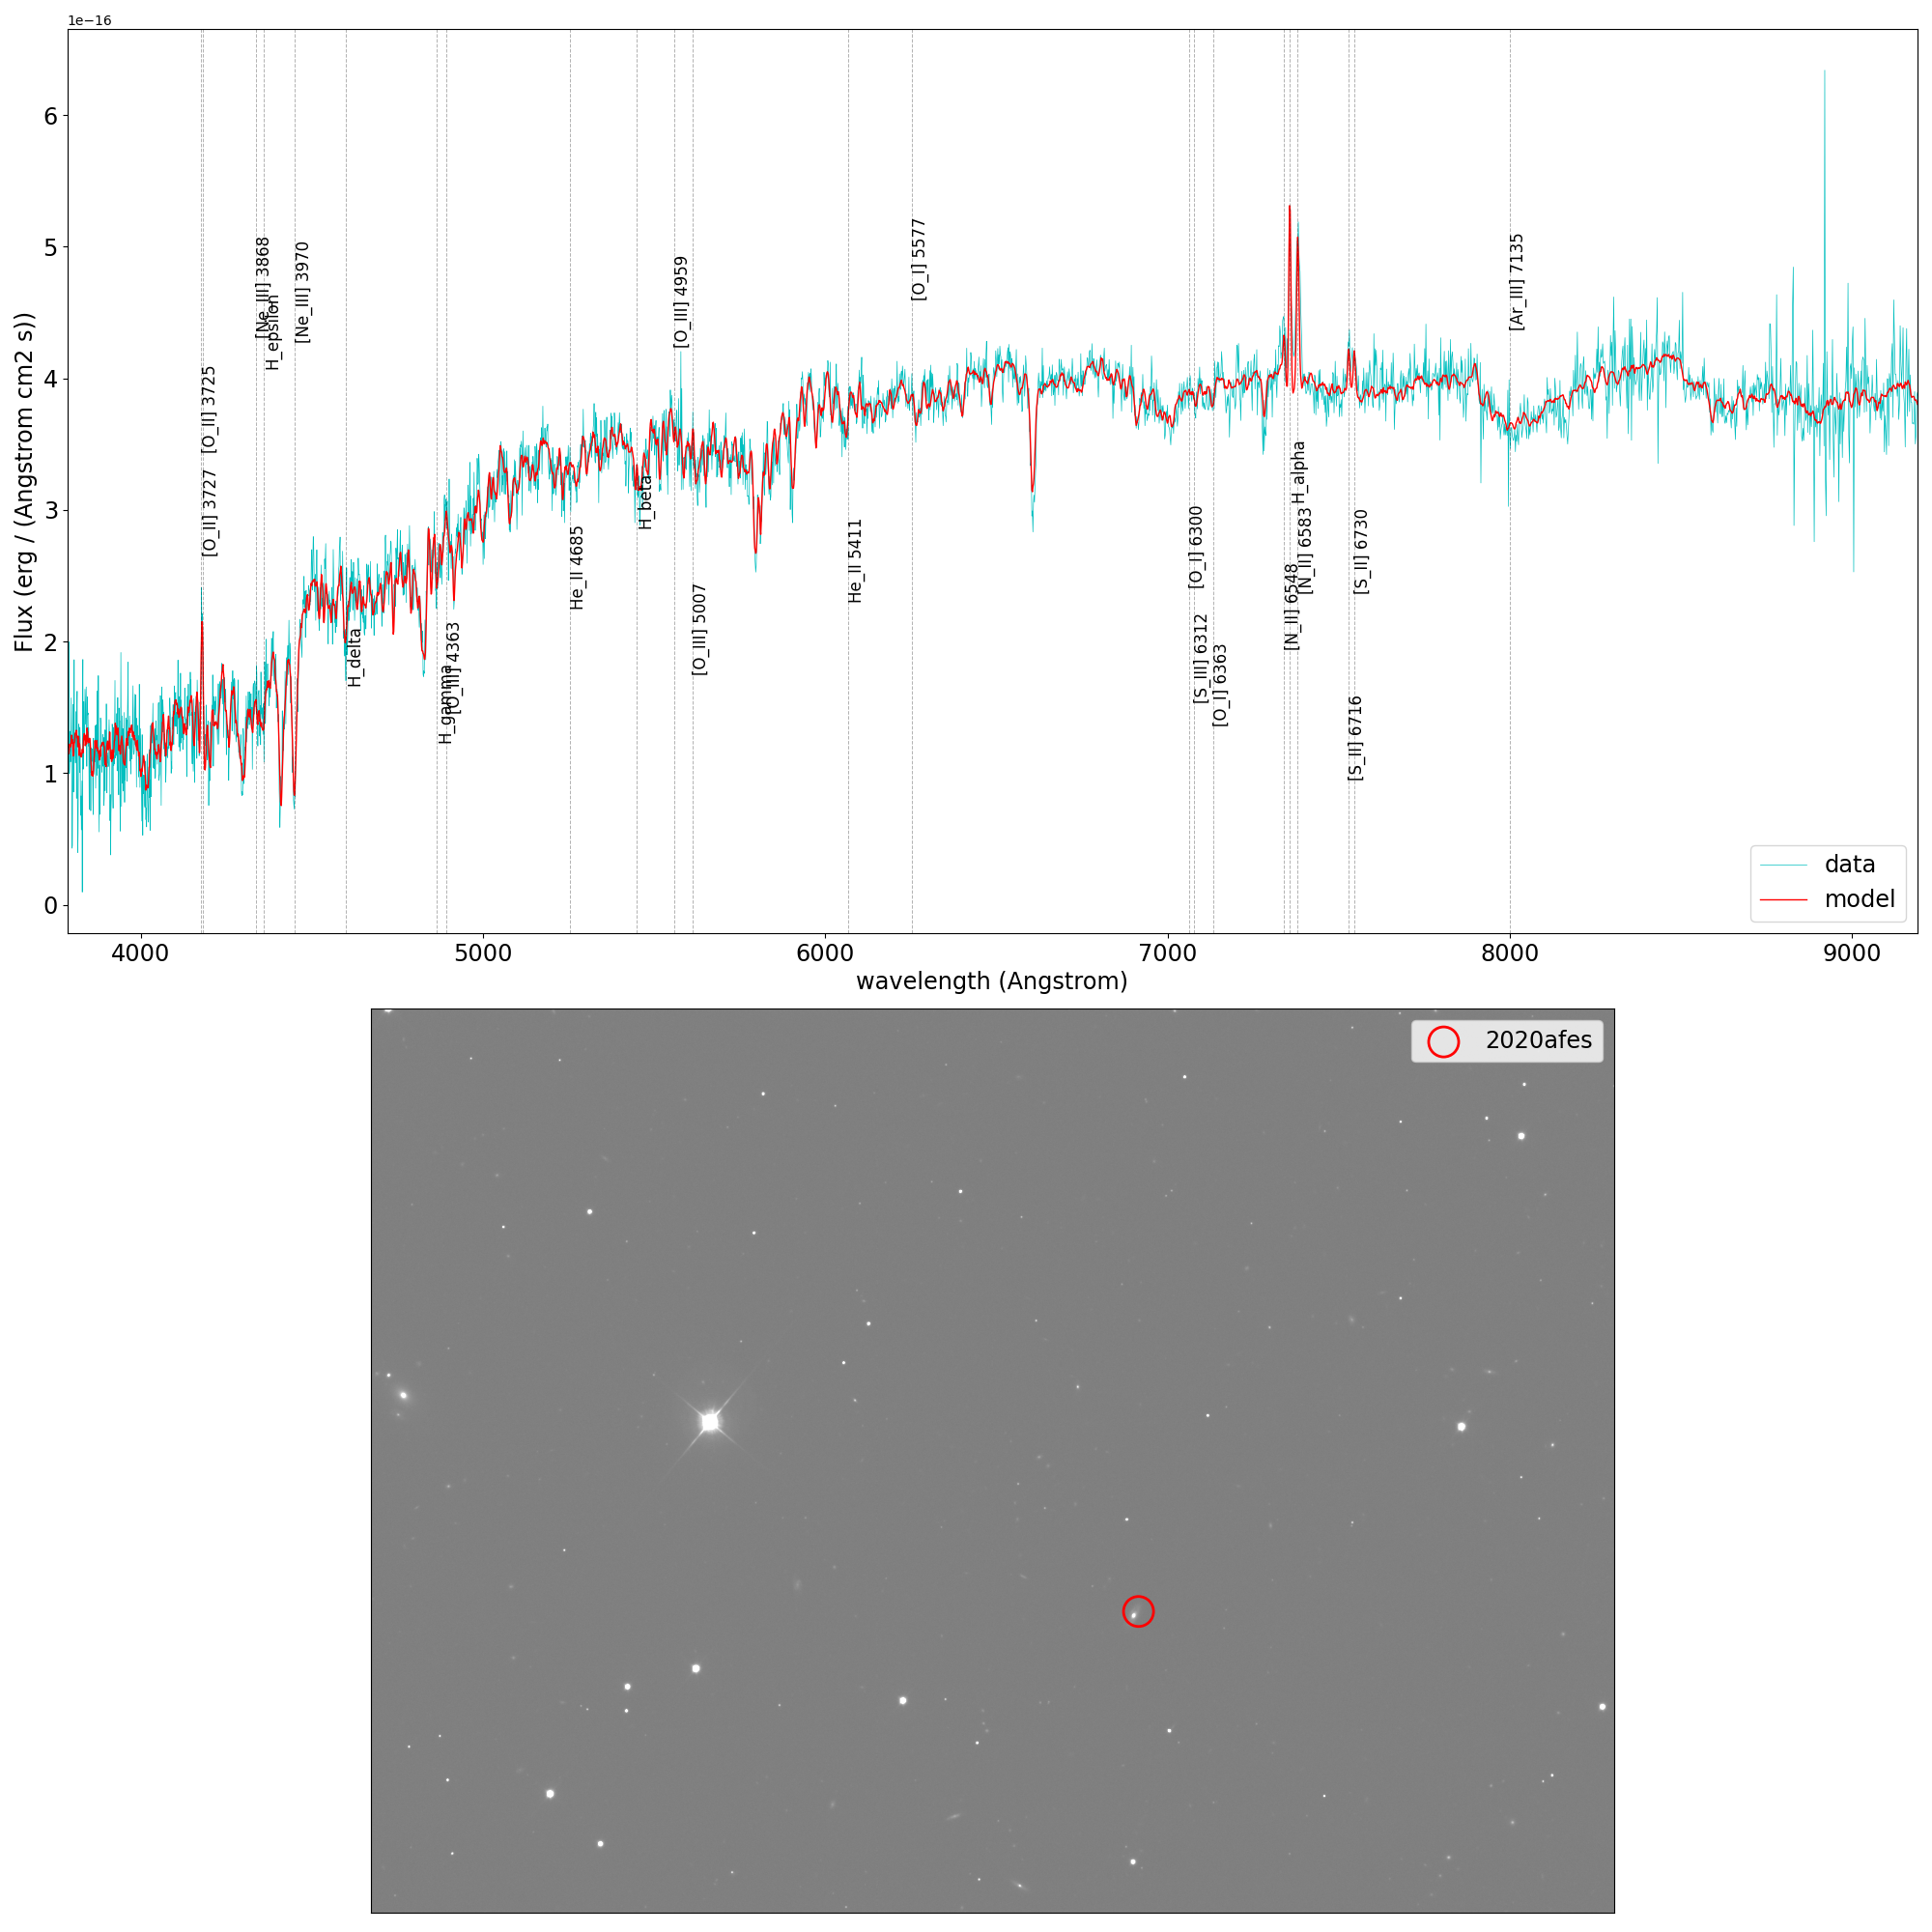 1e−16
Flux (erg / (Angstrom cm2 s))
6
5
4
3
2
1
0
[O_II] 3727
[O_II] 3725
[Ne_III] 3868
H_epsilon
[Ne_III] 3970
H_delta
H_gamma
[O_III] 4363
He_II 4685
H_beta
[O_III] 4959
[O_III] 5007
He_II 5411
[O_I] 5577
[O_I] 6300
[S_III] 6312
[O_I] 6363
[N_II] 6548
H_alpha
[N_II] 6583
[S_II] 6716
[S_II] 6730
[Ar_III] 7135
data
model
4000 5000 6000 7000 8000 9000
wavelength (Angstrom)
2020afes